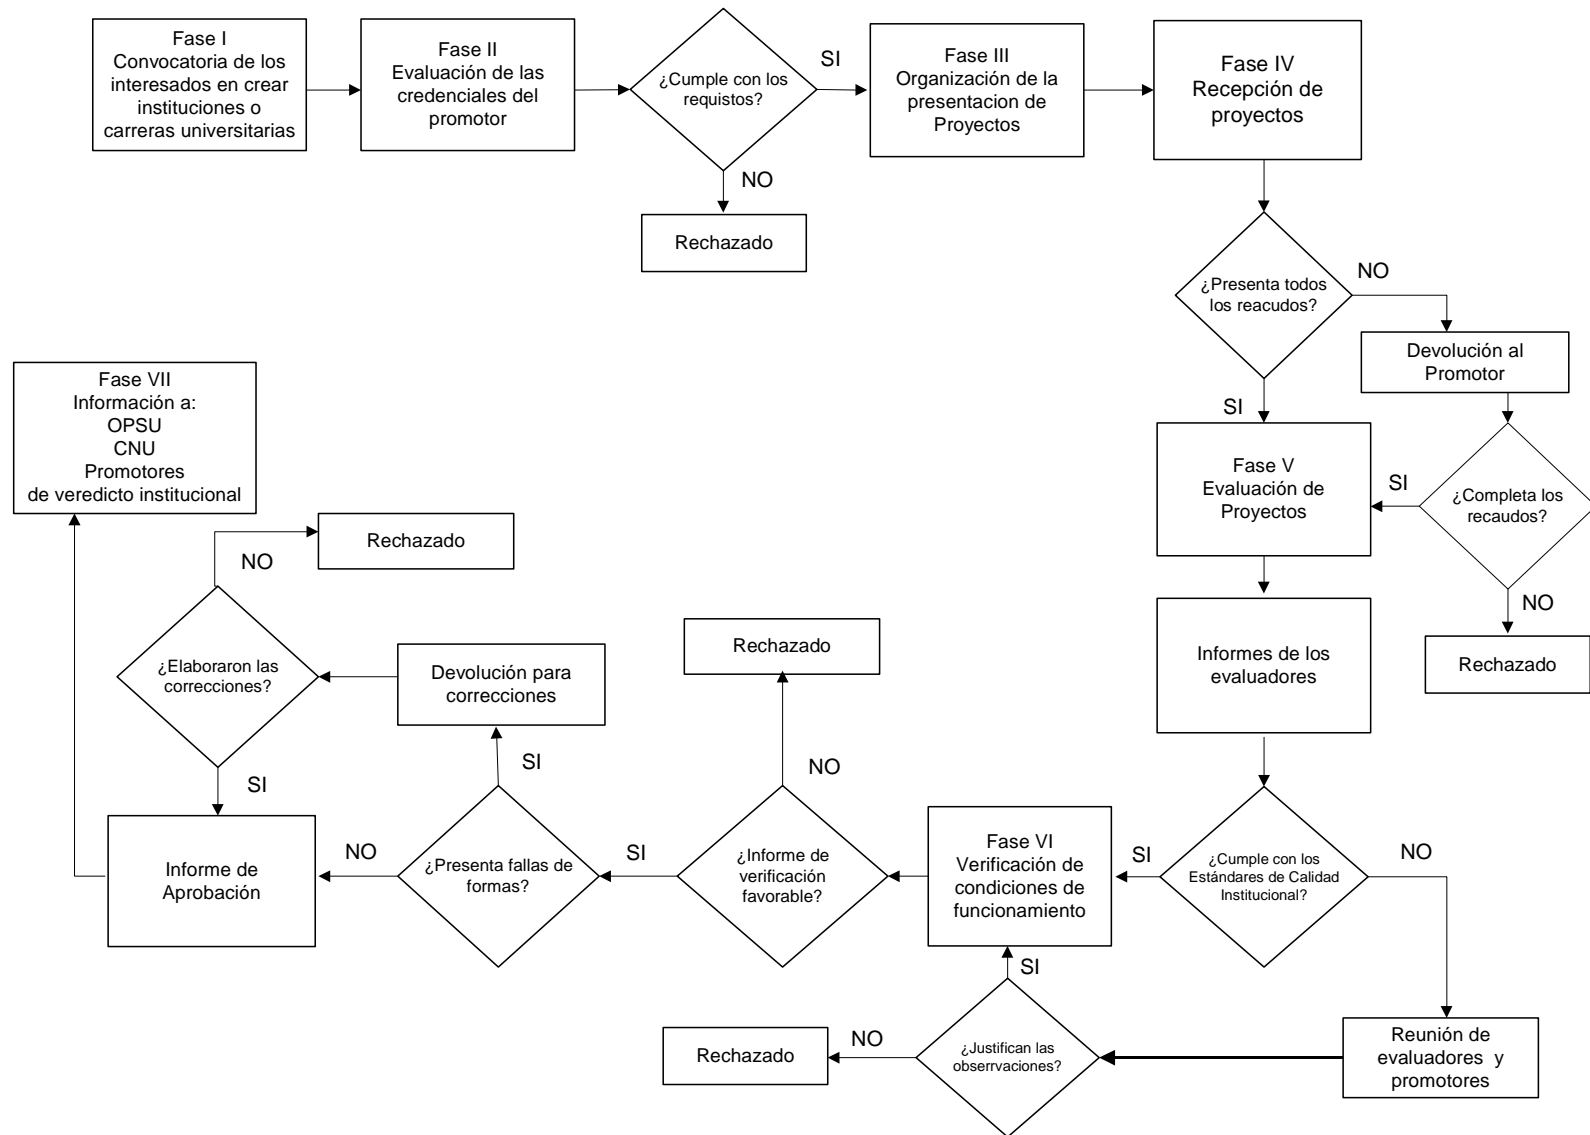 Fase I
Convocatoria de los
interesados en crear
instituciones o
carreras universitarias
Fase II
Evaluación de las
credenciales del
promotor
¿Cumple con los
requistos?
SI
NO
Rechazado
Fase III
Organización de la
presentacion de
Proyectos
Fase IV
Recepción de
proyectos
¿Presenta todos
los reacudos?
NO
SI
Devolución al
Promotor
¿Completa los
recaudos?
SI
NO
Rechazado
Fase V
Evaluación de
Proyectos
Informes de los
evaluadores
¿Cumple con los
Estándares de Calidad
Institucional?
SI
NO
Reunión de
evaluadores y
promotores
¿Justifican las
obserrvaciones?
NO
Rechazado
SI
Fase VI
Verificación de
condiciones de
funcionamiento
¿Informe de
verificación
favorable?
NO
Rechazado
SI
¿Presenta fallas de
formas?
SI
Devolución para
correcciones
NO
¿Elaboraron las
correcciones?
NO
Rechazado
SI
Informe de
Aprobación
Fase VII
Información a:
OPSU
CNU
Promotores
de veredicto institucional